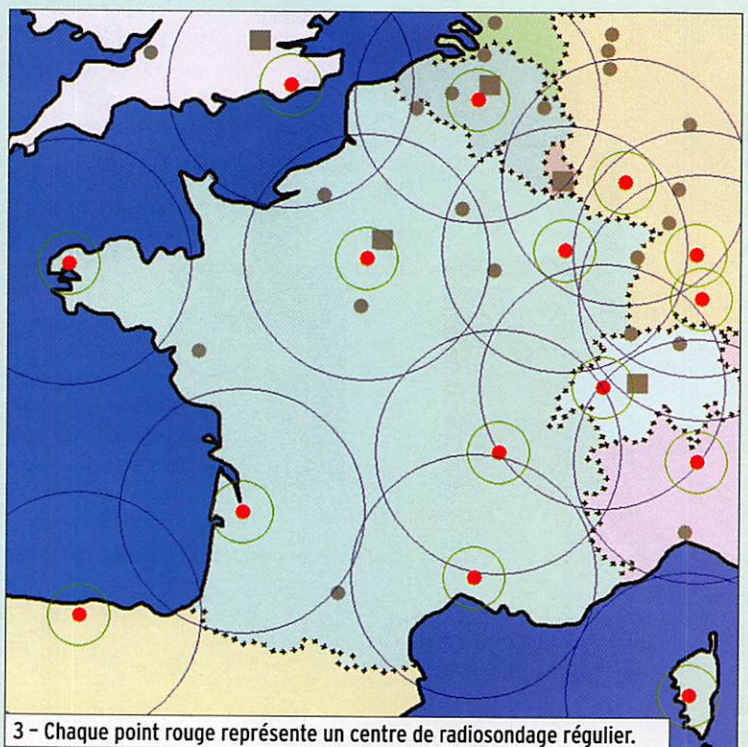 3 – Chaque point rouge représente un centre de radiosondage régulier.